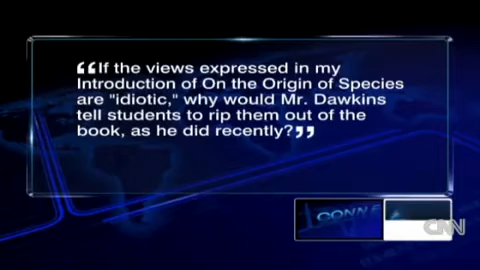 “If the views expressed in my
Introduction of On the Origin of Species
are "idiotic," why would Mr. Dawkins
tell students to rip them out of the
book, as he did recently?”
CONN
CNN